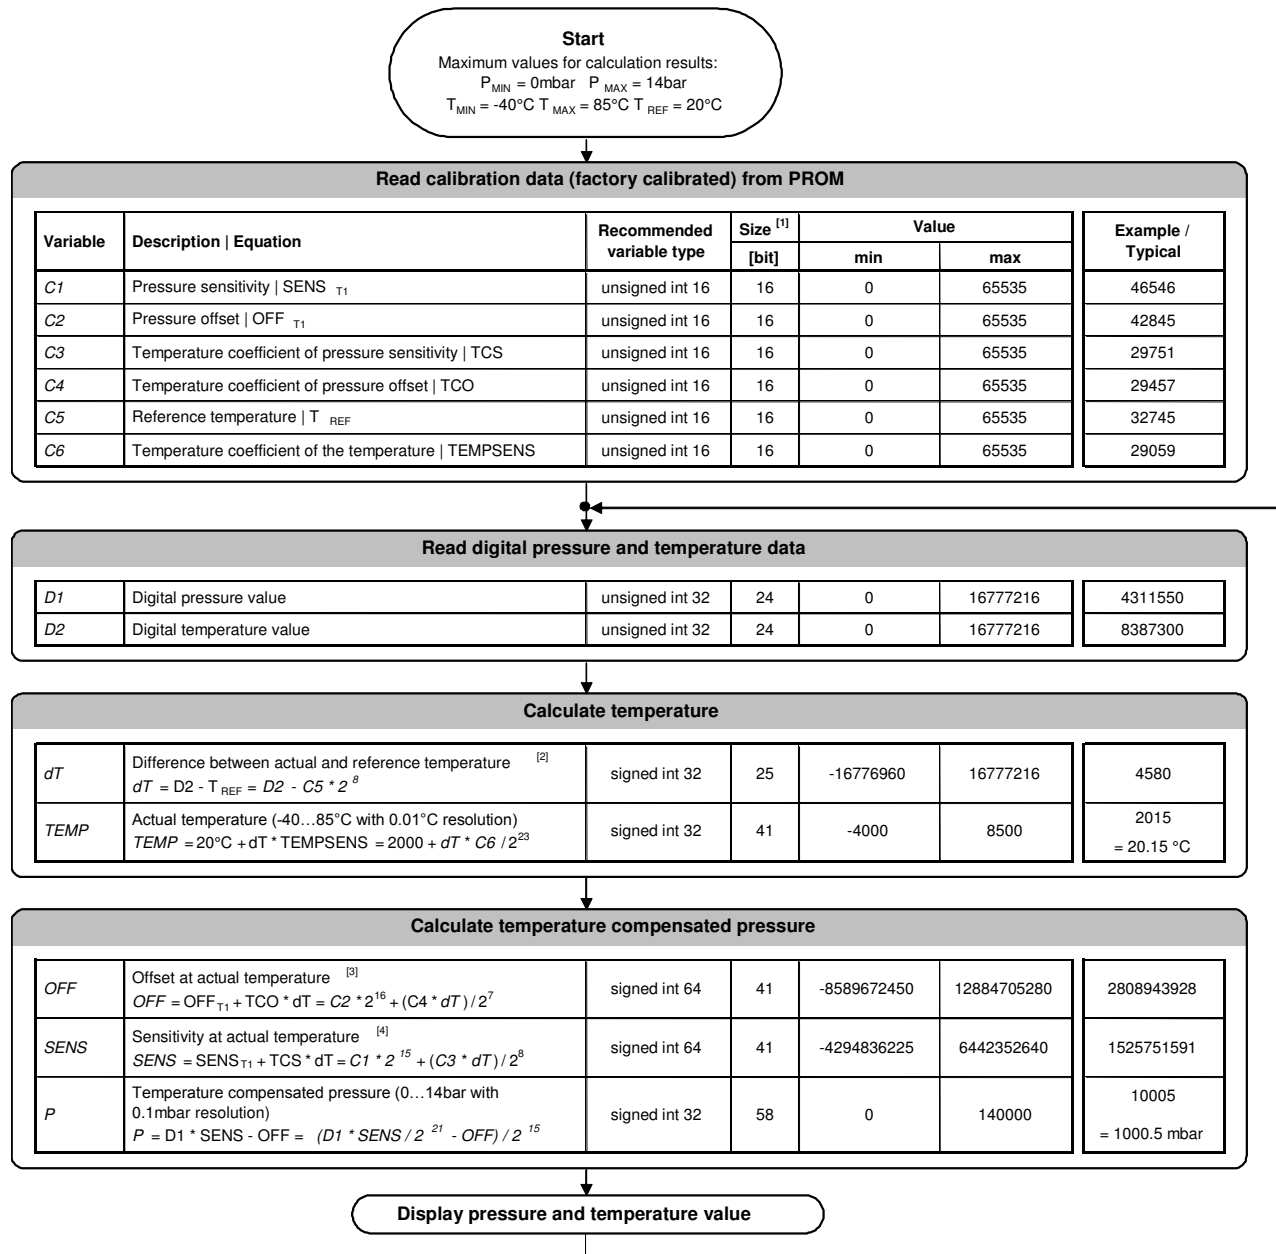 Start
Maximum values for calculation results:
P MIN = 0mbar P MAX = 14bar
T MIN = -40°C T MAX = 85°C T REF = 20°C
Read calibration data (factory calibrated) from PROM
Variable Description | Equation Recommended variable type Size [1] [bit] Value min max Example / Typical
C1 Pressure sensitivity | SENS T1 unsigned int 16 16 0 65535 46546
C2 Pressure offset | OFF T1 unsigned int 16 16 0 65535 42845
C3 Temperature coefficient of pressure sensitivity | TCS unsigned int 16 16 0 65535 29751
C4 Temperature coefficient of pressure offset | TCO unsigned int 16 16 0 65535 29457
C5 Reference temperature | T REF unsigned int 16 16 0 65535 32745
C6 Temperature coefficient of the temperature | TEMPSENS unsigned int 16 16 0 65535 29059
Read digital pressure and temperature data
D1 Digital pressure value unsigned int 32 24 0 16777216 4311550
D2 Digital temperature value unsigned int 32 24 0 16777216 8387300
Calculate temperature
dT Difference between actual and reference temperature [2]
dT = D2 - T REF = D2 - C5 * 2^8 signed int 32 25 -16776960 16777216 4580
TEMP Actual temperature (-40…85°C with 0.01°C resolution)
TEMP = 20°C + dT * TEMPSENS = 2000 + dT * C6 / 2^23 signed int 32 41 -4000 8500 2015
= 20.15 °C
Calculate temperature compensated pressure
OFF Offset at actual temperature [3]
OFF = OFF T1 + TCO * dT = C2 * 2^16 + (C4 * dT) / 2^7 signed int 64 41 -8589672450 12884705280 2808943928
SENS Sensitivity at actual temperature [4]
SENS = SENS T1 + TCS * dT = C1 * 2^15 + (C3 * dT) / 2^8 signed int 64 41 -4294836225 6442352640 1525751591
P Temperature compensated pressure (0…14bar with
0.1mbar resolution)
P = D1 * SENS - OFF = (D1 * SENS / 2^21 - OFF) / 2^15 signed int 32 58 0 140000 10005
= 1000.5 mbar
Display pressure and temperature value